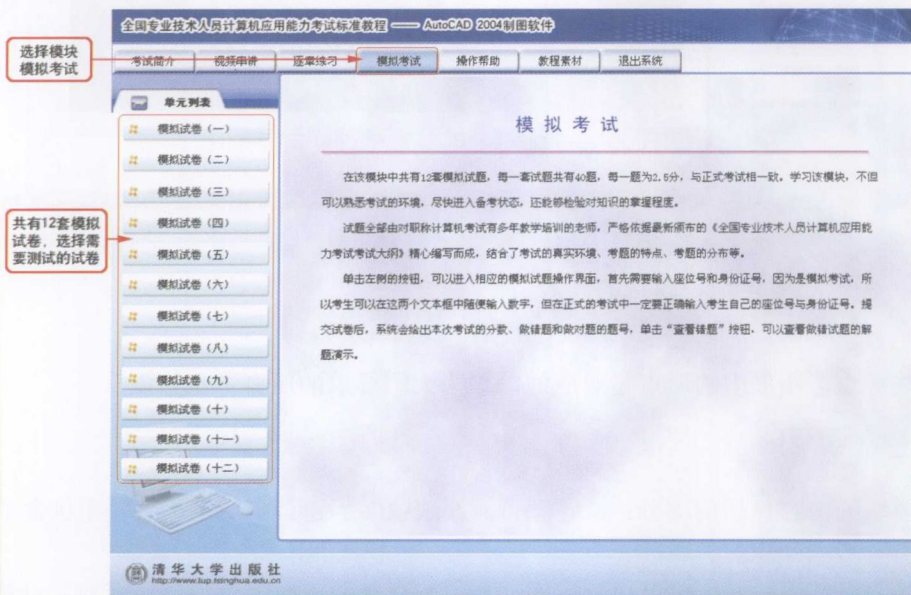 全国专业技术人员计算机应用能力考试标准教程 —— AutoCAD 2004制图软件
选择模块
模拟考试
考试简介
视频串讲
逐章练习
模拟考试
操作帮助
教程素材
退出系统
单元列表
模拟试卷（一）
模拟试卷（二）
模拟试卷（三）
模拟试卷（四）
模拟试卷（五）
模拟试卷（六）
模拟试卷（七）
模拟试卷（八）
模拟试卷（九）
模拟试卷（十）
模拟试卷（十一）
模拟试卷（十二）
共有12套模拟
试卷，选择需
要测试的试卷
模拟考试
在该模块中共有12套模拟试题，每一套试题共有40题，每一题为2.5分，与正式考试相一致。学习该模块，不但
可以熟悉考试的环境，尽快进入备考状态，还能够检验对知识的掌握程度。
试题全部由对职称计算机考试有多年教学培训的老师，严格依据最新颁布的《全国专业技术人员计算机应用能
力考试考试大纲》精心编写而成，结合了考试的真实环境、考题的特点、考题的分布等。
单击左侧的按钮，可以进入相应的模拟试题操作界面，首先需要输入座位号和身份证号，因为是模拟考试，所
以考生可以在这两个文本框中随便输入数字，但在正式的考试中一定要正确输入考生自己的座位号与身份证号。提
交试卷后，系统会给出本次考试的分数、做错题和做对题的题号，单击“查看错题”按钮，可以查看做错试题的解
题演示。
清华大学出版社
http://www.tup.tsinghua.edu.cn